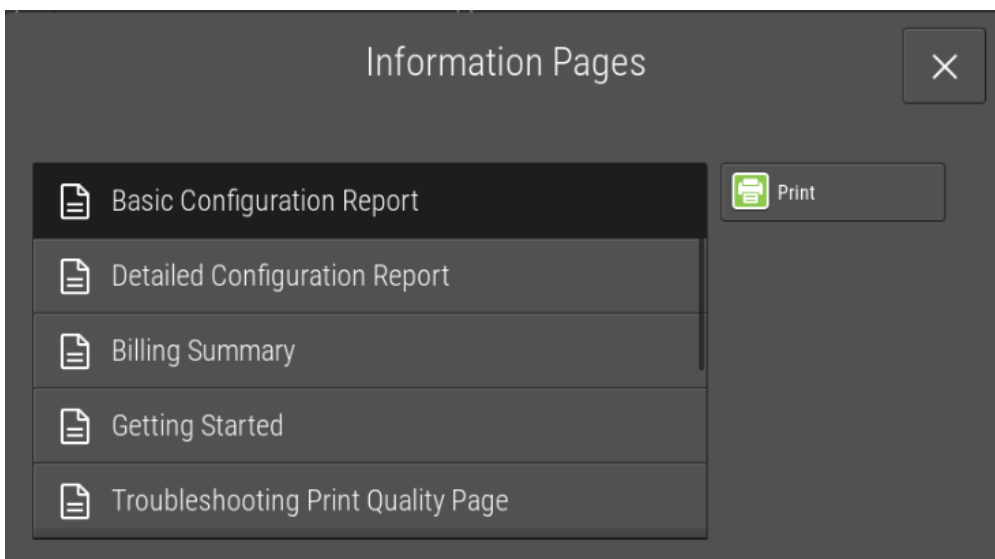 Information Pages
Basic Configuration Report
Print
Detailed Configuration Report
Billing Summary
Getting Started
Troubleshooting Print Quality Page